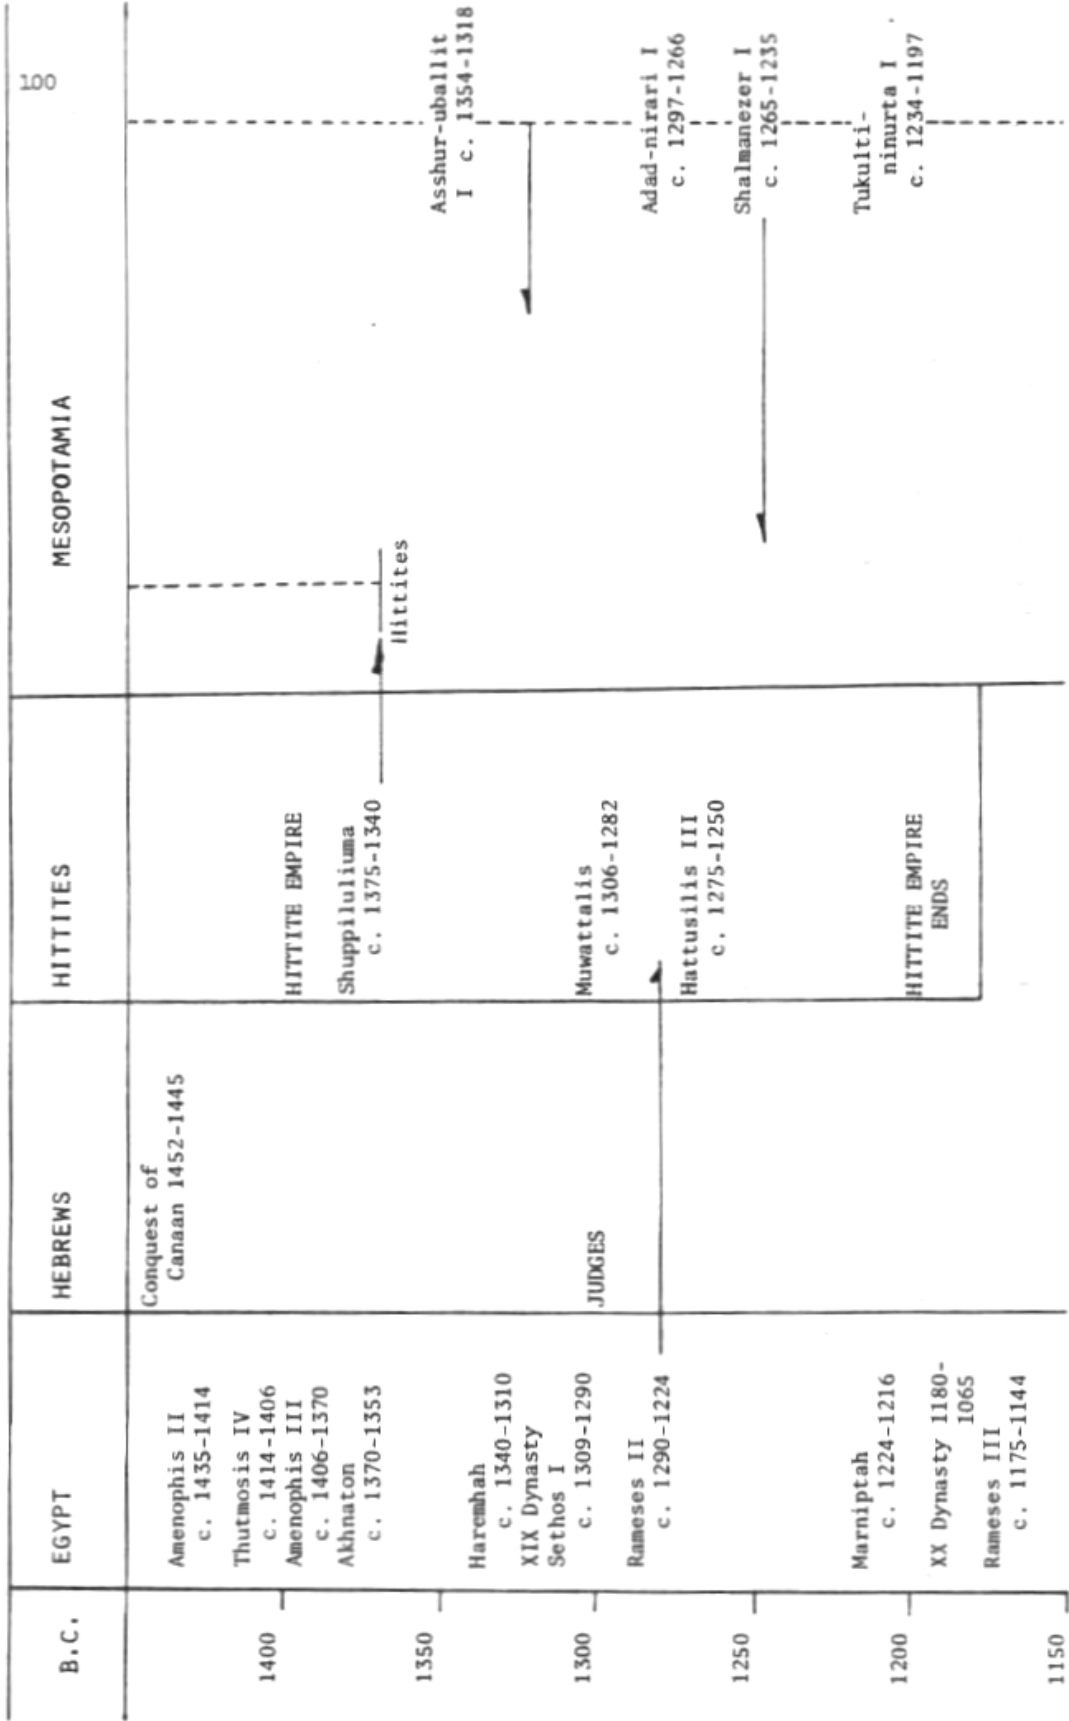 100
B.C.
EGYPT
HEBREWS
HITTITES
MESOPOTAMIA
1400
1350
1300
1250
1200
1150
Amenophis II
c. 1435-1414
Thutmosis IV
c. 1414-1406
Amenophis III
c. 1406-1370
Akhnaton
c. 1370-1353
Haremhah
c. 1340-1310
XIX Dynasty
Sethos I
c. 1309-1290
Rameses II
c. 1290-1224
Marniptah
c. 1224-1216
XX Dynasty 1180-
1065
Rameses III
c. 1175-1144
Conquest of
Canaan 1452-1445
JUDGES
HITTITE EMPIRE
Shuppiluliuma
c. 1375-1340
Muwattalis
c. 1306-1282
Hattusilis III
c. 1275-1250
HITTITE EMPIRE
ENDS
Hittites
Asshur-uballit
I c. 1354-1318
Adad-nirari I
c. 1297-1266
Shalmanezer I
c. 1265-1235
Tukulti-
ninurta I
c. 1234-1197